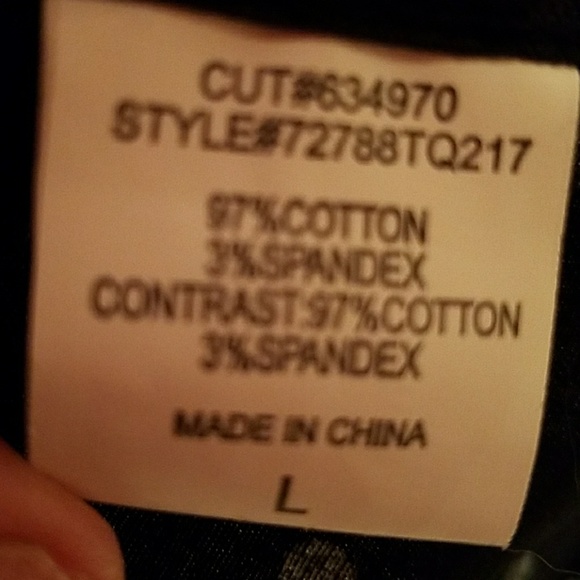 CUT#634970
STYLE#72788TQ217
97%COTTON
3%SPANDEX
CONTRAST:97%COTTON
3%SPANDEX
MADE IN CHINA
L